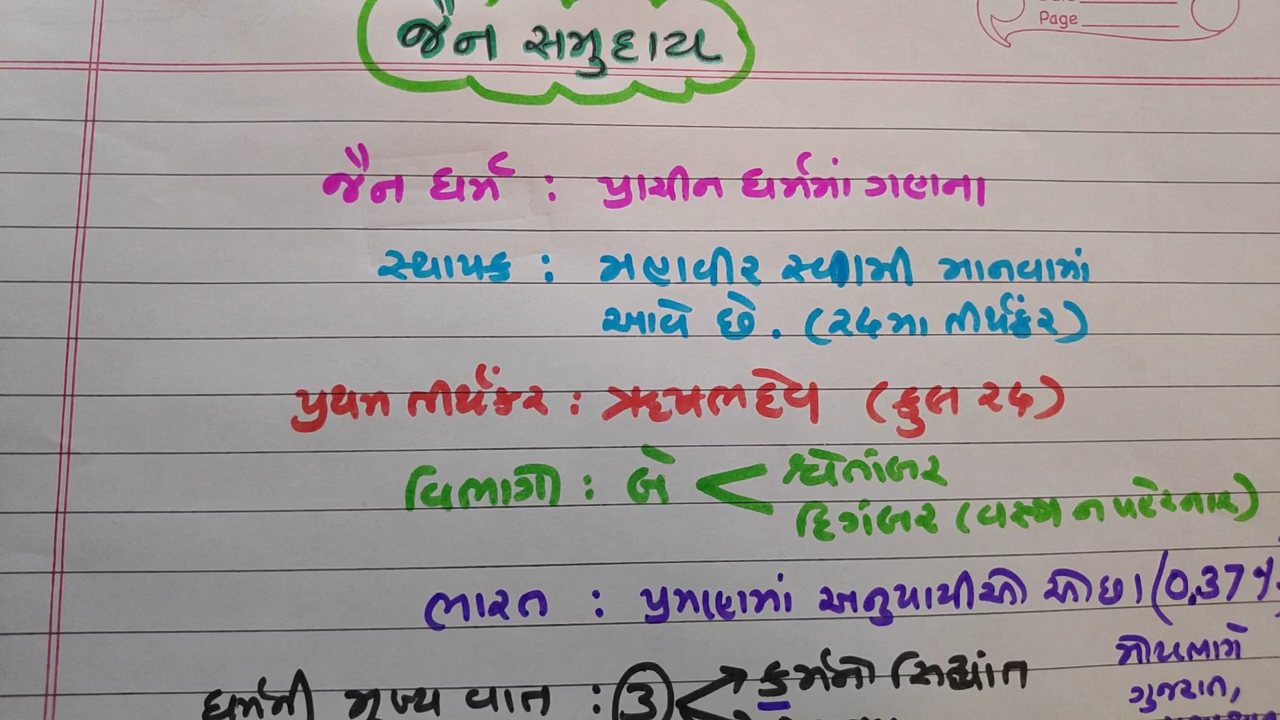 Page
જૈન સમુદાય
જૈન ધર્મ : પ્રાચીન ધર્મમાં ગણના
સ્થાપક : મહાવીર સ્વામી માનવામાં
આવે છે. (૨૪મા તીર્થંકર)
પ્રથમ તીર્થંકર : ઋષભદેવ (કુલ ૨૪)
વિભાગો : બે < શ્વેતાંબર
દિગંબર (વસ્ત્ર ન પહેરનાર)
ભારત : પ્રમાણમાં અનુયાયીઓ ઓછા (0.37%
મોટાભાગે
ગુજરાત,
ધર્મની મુખ્ય વાત : ૩ < કર્મનો સિદ્ધાંત